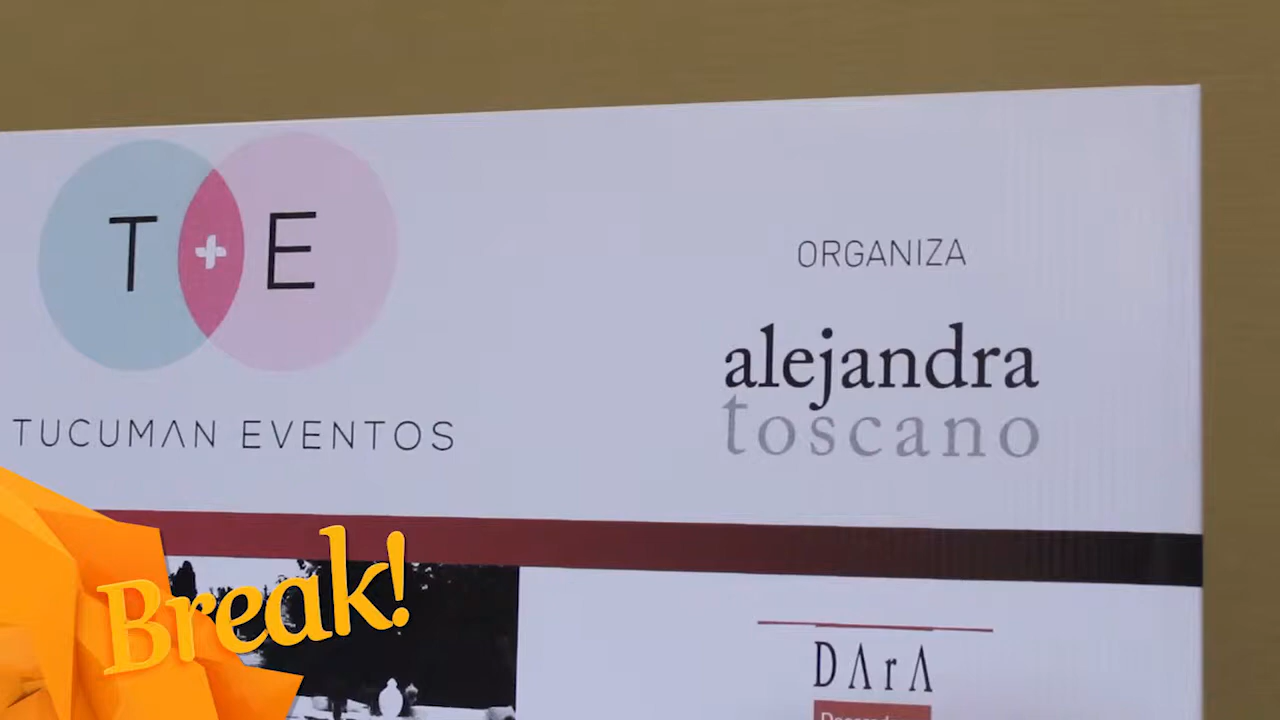 T + E
TUCUMAN EVENTOS
ORGANIZA
alejandra
toscano
Break!
DArA